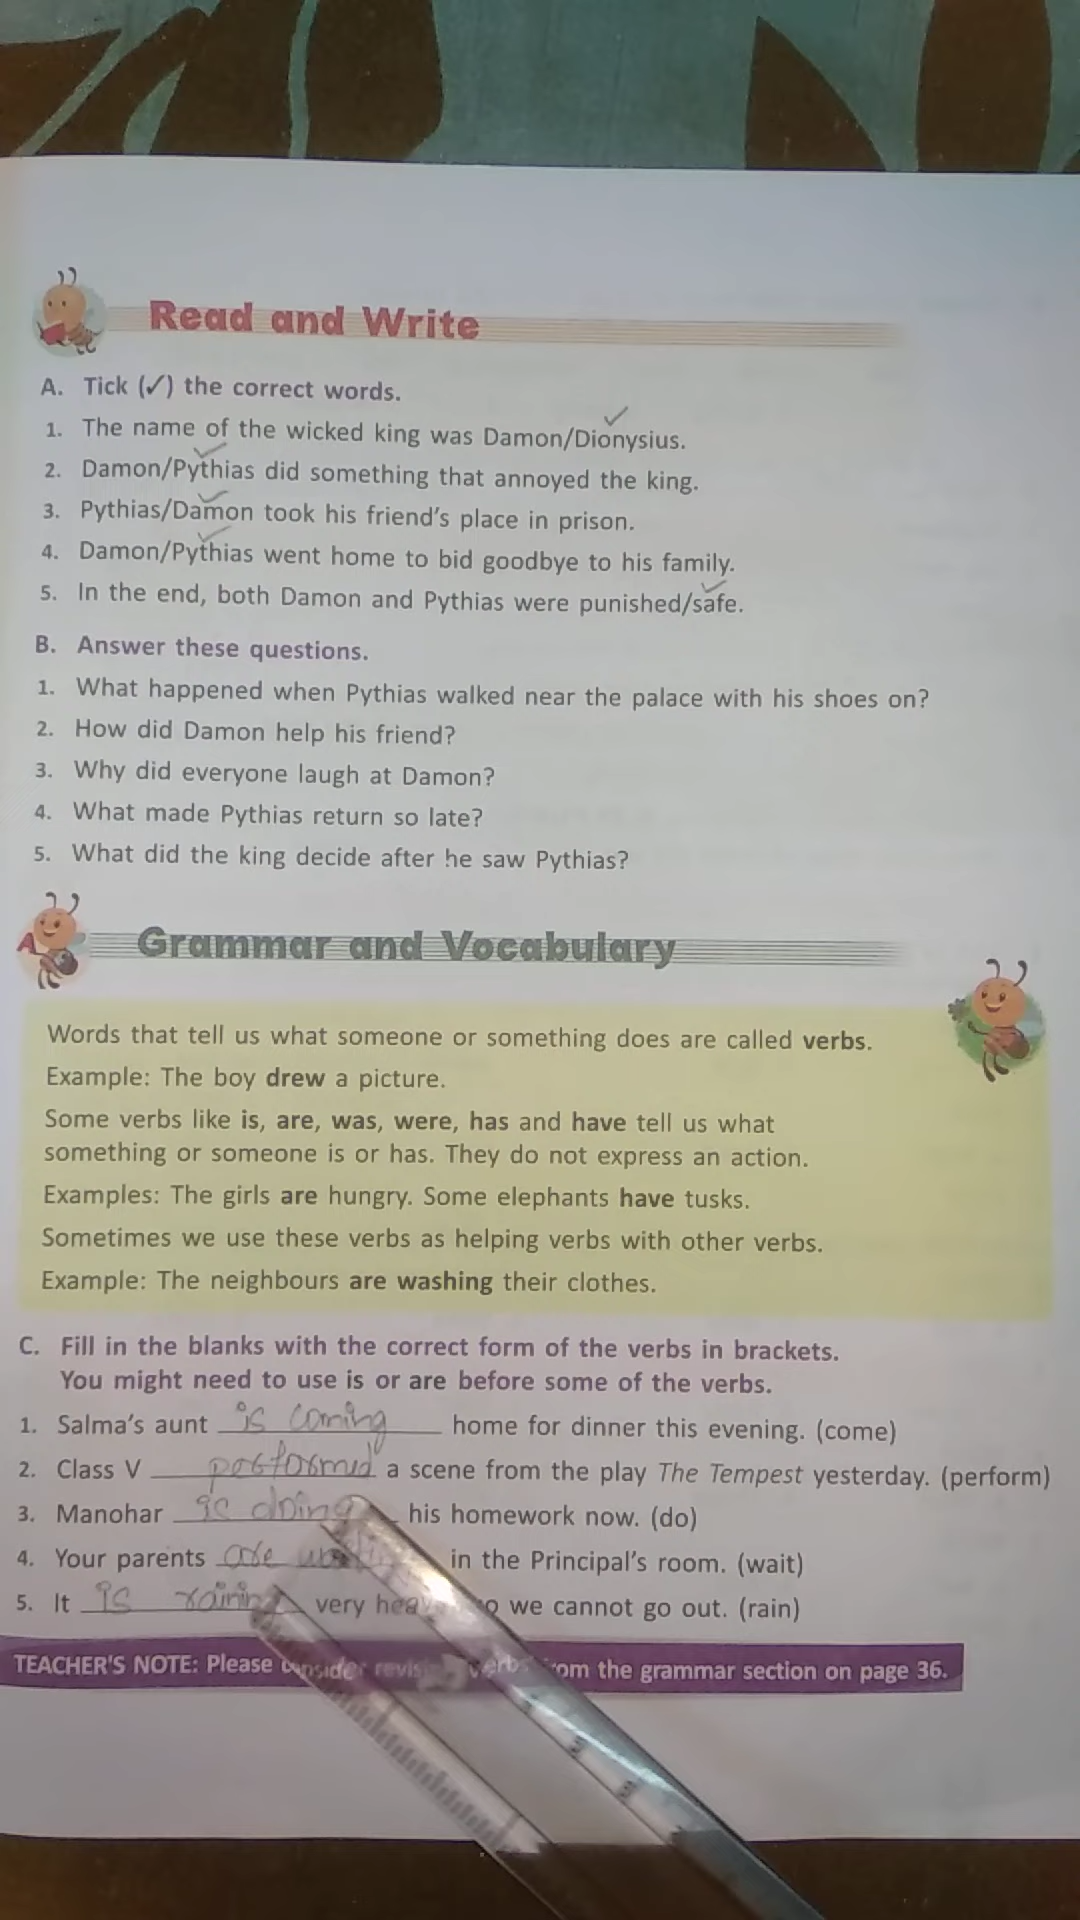 Read and Write
A. Tick (✓) the correct words.
1. The name of the wicked king was Damon/Dionysius.
2. Damon/Pythias did something that annoyed the king.
3. Pythias/Damon took his friend's place in prison.
4. Damon/Pythias went home to bid goodbye to his family.
5. In the end, both Damon and Pythias were punished/safe.
B. Answer these questions.
1. What happened when Pythias walked near the palace with his shoes on?
2. How did Damon help his friend?
3. Why did everyone laugh at Damon?
4. What made Pythias return so late?
5. What did the king decide after he saw Pythias?
Grammar and Vocabulary
Words that tell us what someone or something does are called verbs.
Example: The boy drew a picture.
Some verbs like is, are, was, were, has and have tell us what
something or someone is or has. They do not express an action.
Examples: The girls are hungry. Some elephants have tusks.
Sometimes we use these verbs as helping verbs with other verbs.
Example: The neighbours are washing their clothes.
C. Fill in the blanks with the correct form of the verbs in brackets.
You might need to use is or are before some of the verbs.
1. Salma's aunt is coming home for dinner this evening. (come)
2. Class V a scene from the play The Tempest yesterday. (perform)
3. Manohar is doing his homework now. (do)
4. Your parents are in the Principal's room. (wait)
5. It is raining very we cannot go out. (rain)
TEACHER'S NOTE: Please consider the grammar section on page 36.